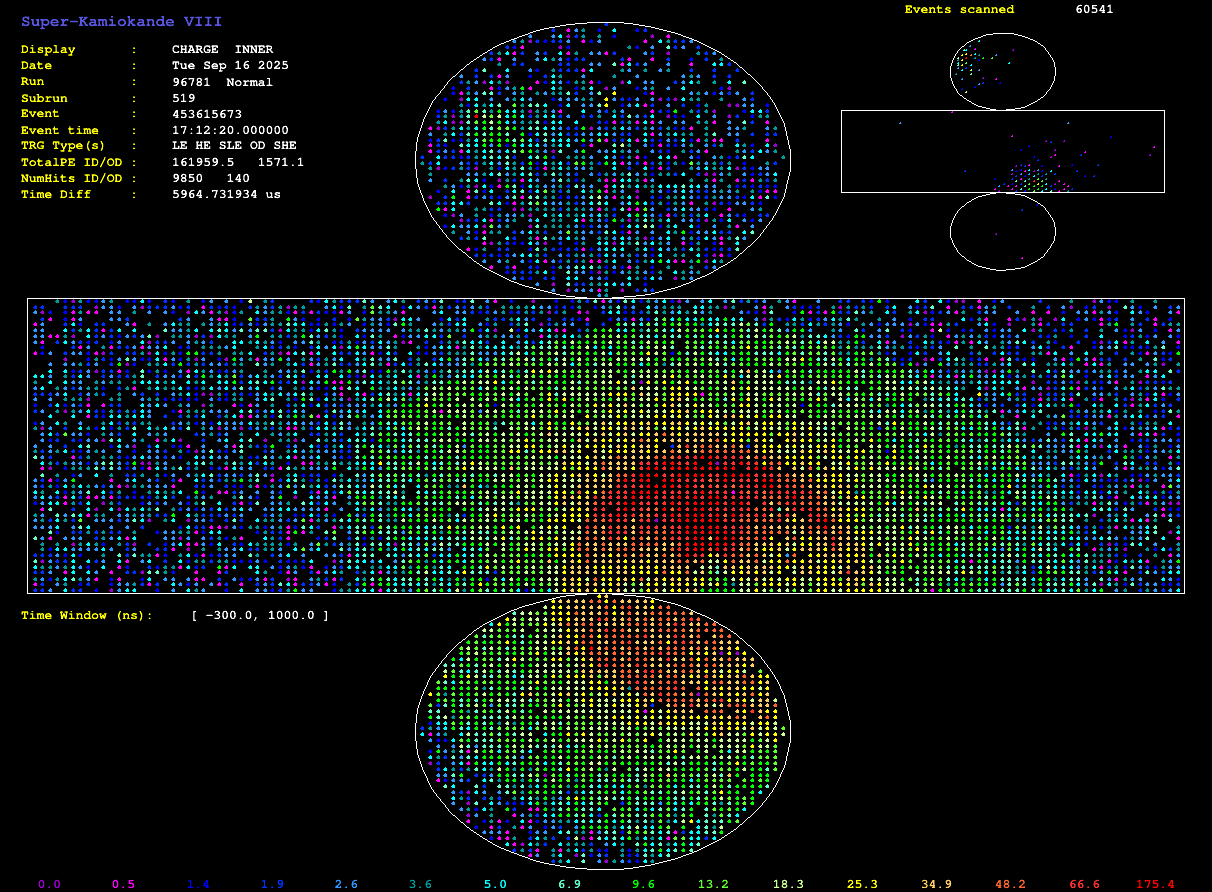 Super-Kamiokande VIII
Events scanned 60541
Display : CHARGE INNER
Date : Tue Sep 16 2025
Run : 96781 Normal
Subrun : 519
Event : 453615673
Event time : 17:12:20.000000
TRG Type(s) : LE HE SLE OD SHE
TotalPE ID/OD : 161959.5 1571.1
NumHits ID/OD : 9850 140
Time Diff : 5964.731934 us
Time Window (ns): [ -300.0, 1000.0 ]
0.0 0.5 1.4 1.9 2.6 3.6 5.0 6.9 9.6 13.2 18.3 25.3 34.9 48.2 66.6 175.4